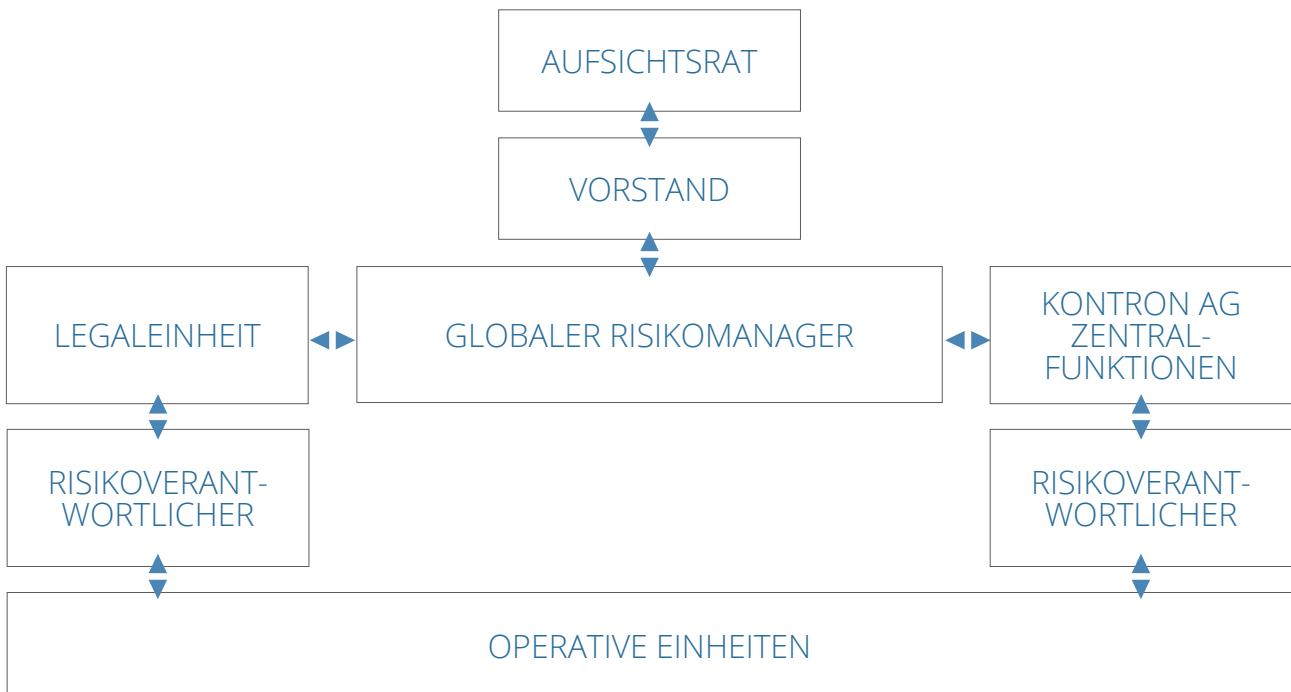 AUFSICHTSRAT
VORSTAND
LEGALEINHEIT
GLOBALER RISIKOMANAGER
KONTRON AG
ZENTRAL-
FUNKTIONEN
RISIKOVERANT-
WORTLICHER
RISIKOVERANT-
WORTLICHER
OPERATIVE EINHEITEN